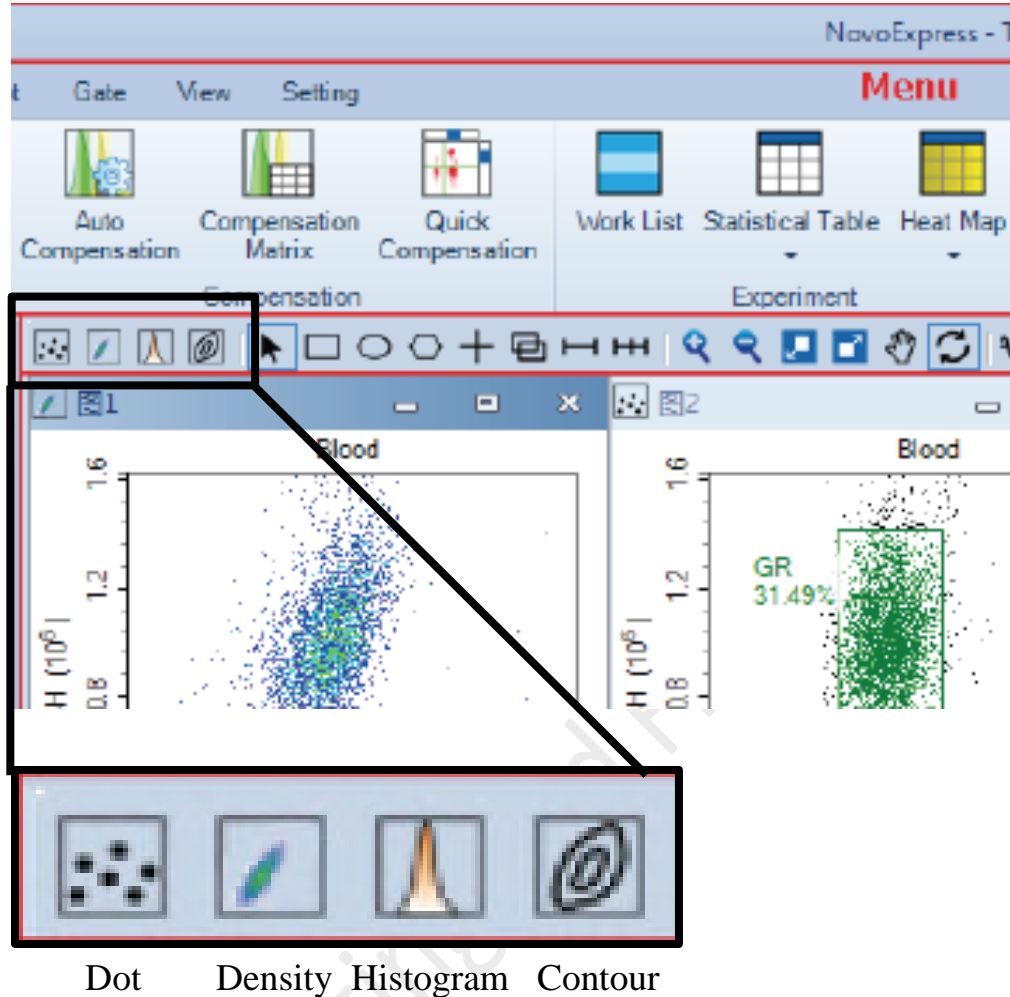 NovoExpress - T
t Gate View Setting Menu
Auto Compensation
Compensation Matrix
Quick Compensation
Work List
Statistical Table
Heat Map
Compensation
Experiment
图1
图2
Blood
Blood
1.6
1.2
0.8
H (10⁶)
1.6
1.2
0.8
H (10⁶)
GR
31.49%
Dot Density Histogram Contour